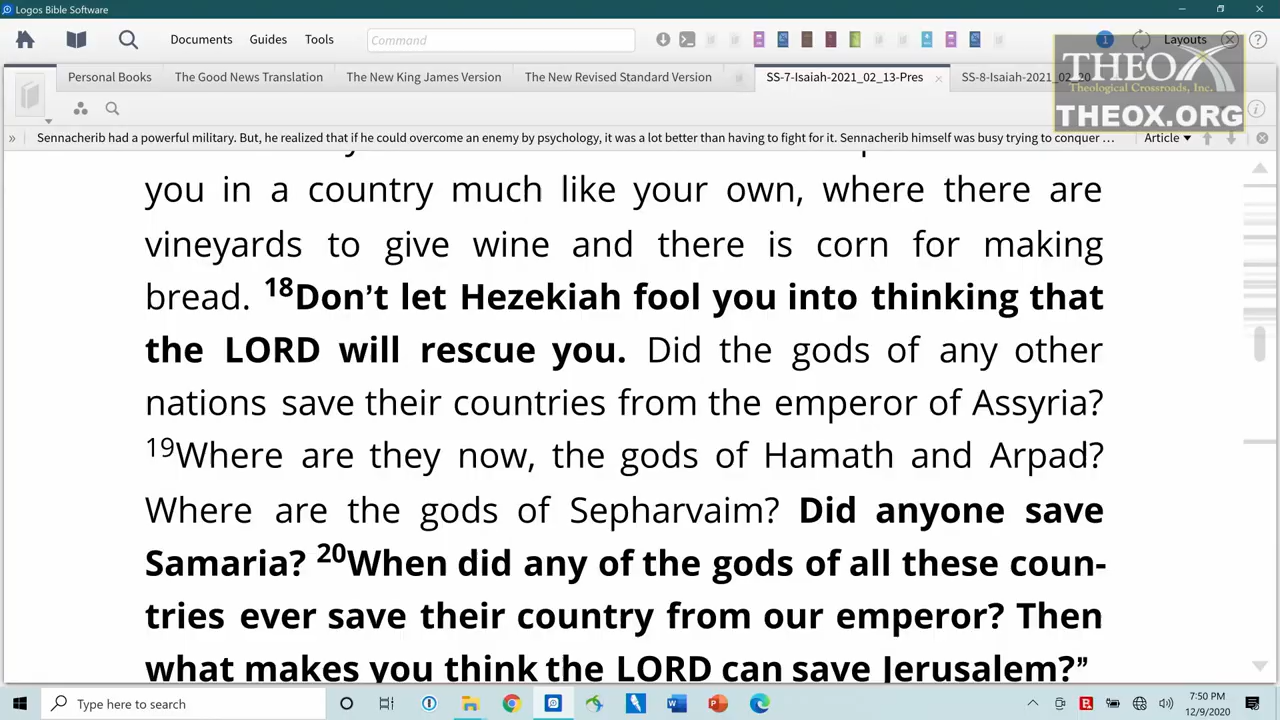 Logos Bible Software
Documents Guides Tools Command 1 Layouts
THEOX
Theological Crossroads, Inc.
THEOX.ORG
Personal Books The Good News Translation The New King James Version The New Revised Standard Version SS-7-Isaiah-2021_02_13-Pres SS-8-Isaiah-2021_02_20
» Sennacherib had a powerful military. But, he realized that if he could overcome an enemy by psychology, it was a lot better than having to fight for it. Sennacherib himself was busy trying to conquer … Article
you in a country much like your own, where there are
vineyards to give wine and there is corn for making
bread. 18Don’t let Hezekiah fool you into thinking that
the LORD will rescue you. Did the gods of any other
nations save their countries from the emperor of Assyria?
19Where are they now, the gods of Hamath and Arpad?
Where are the gods of Sepharvaim? Did anyone save
Samaria? 20When did any of the gods of all these coun-
tries ever save their country from our emperor? Then
what makes you think the LORD can save Jerusalem?”
Type here to search
7:50 PM
12/9/2020